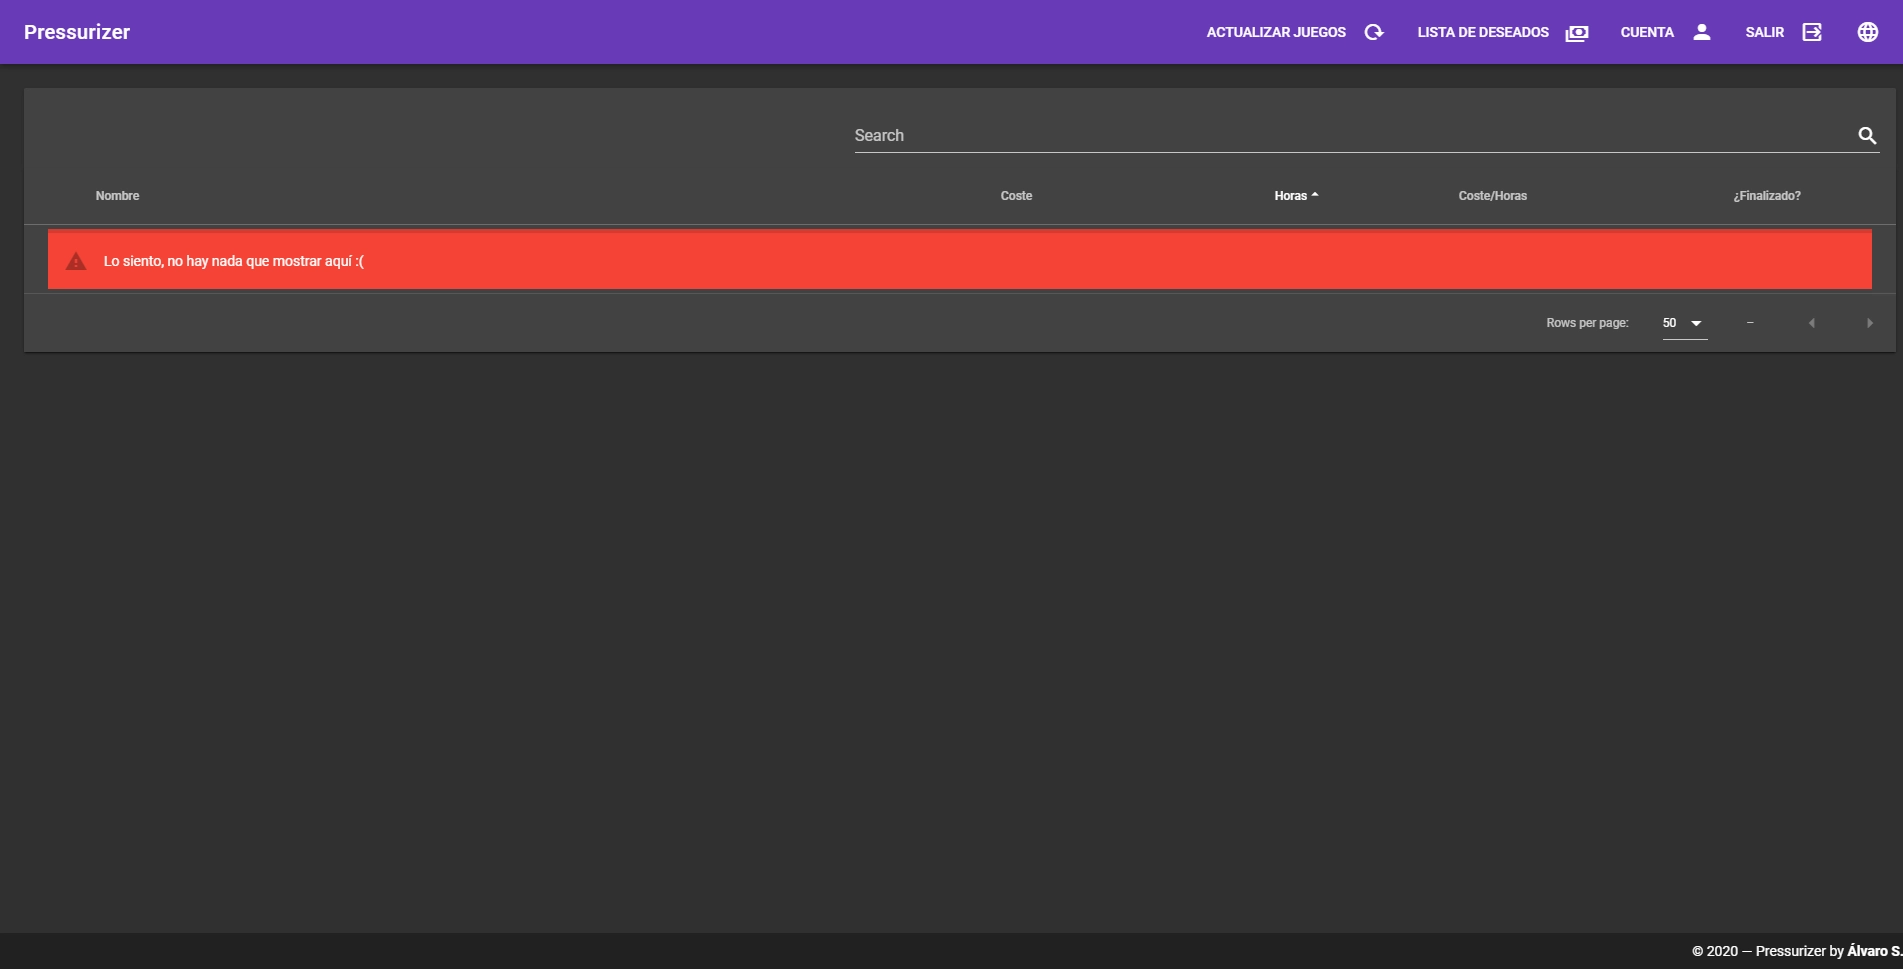 Pressurizer ACTUALIZAR JUEGOS LISTA DE DESEADOS CUENTA SALIR
Search
Nombre Coste Horas Coste/Horas ¿Finalizado?
Lo siento, no hay nada que mostrar aquí :(
Rows per page: 50 –
© 2020 — Pressurizer by Álvaro S.